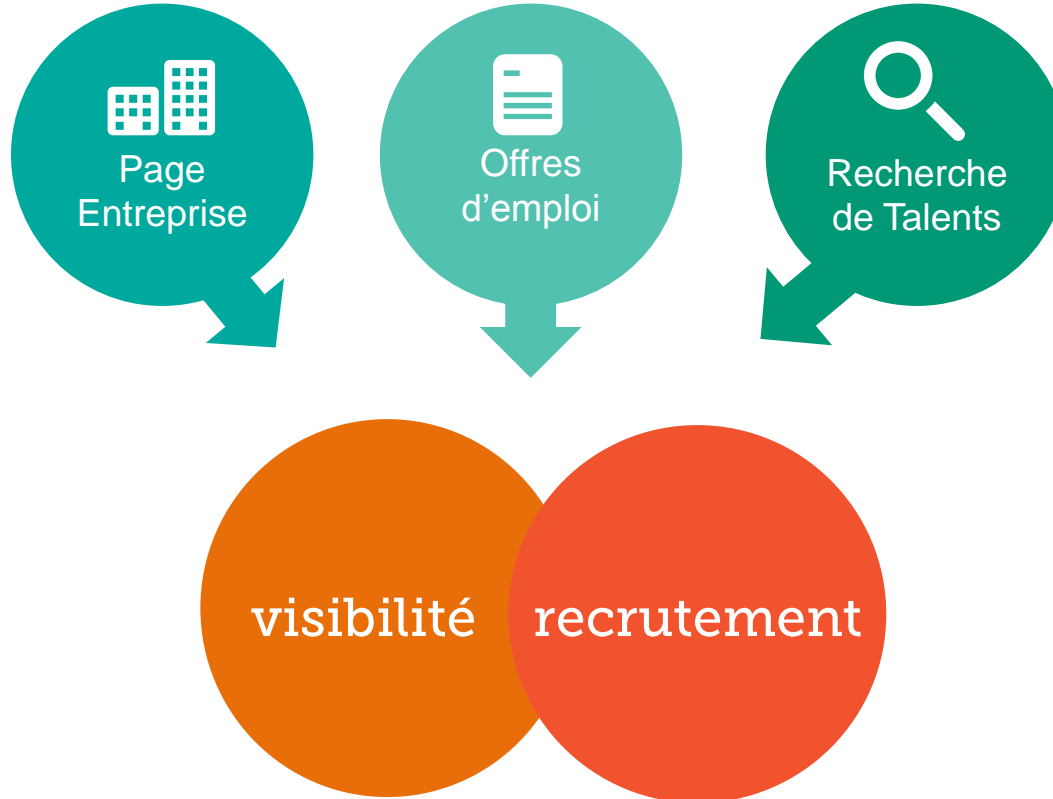 Page
Entreprise
Offres
d’emploi
Recherche
de Talents
visibilité
recrutement